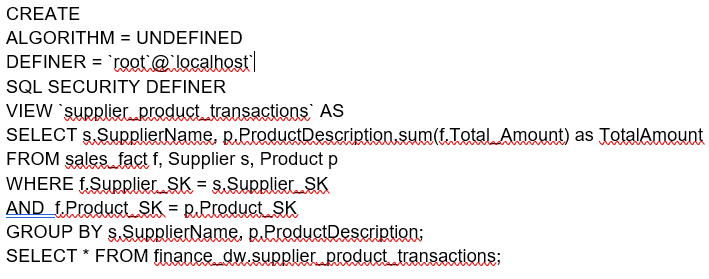 CREATE
ALGORITHM = UNDEFINED
DEFINER = `root`@`localhost`
SQL SECURITY DEFINER
VIEW `supplier_product_transactions` AS
SELECT s.SupplierName, p.ProductDescription,sum(f.Total_Amount) as TotalAmount
FROM sales_fact f, Supplier s, Product p
WHERE f.Supplier_SK = s.Supplier_SK
AND f.Product_SK = p.Product_SK
GROUP BY s.SupplierName, p.ProductDescription;
SELECT * FROM finance_dw.supplier_product_transactions;